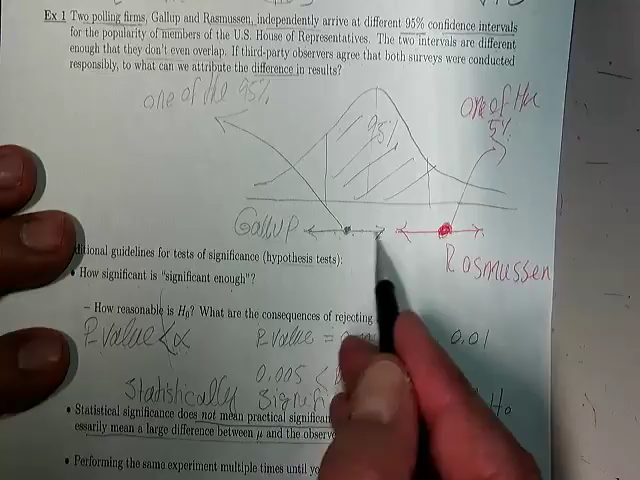 Ex 1 Two polling firms, Gallup and Rasmussen, independently arrive at different 95% confidence intervals
for the popularity of members of the U.S. House of Representatives. The two intervals are different
enough that they don't even overlap. If third-party observers agree that both surveys were conducted
responsibly, to what can we attribute the difference in results?
one of the 95%
one of the
5%
95%
Gallup
Rasmussen
ditional guidelines for tests of significance (hypothesis tests):
• How significant is "significant enough"?
– How reasonable is H₀? What are the consequences of rejecting
P value < α P value = 0.01
0.005 <
Statistically Signif H₀
• Statistical significance does not mean practical significan
essarily mean a large difference between μ and the observe
• Performing the same experiment multiple times until yo